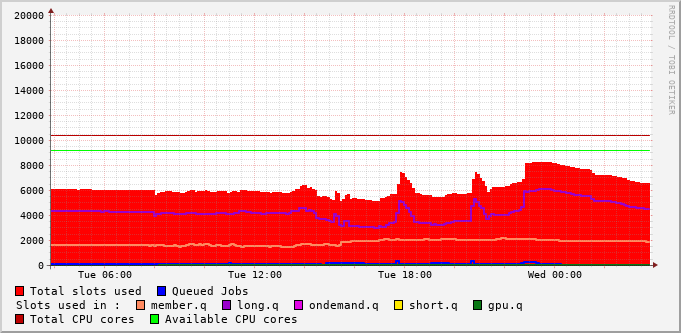 RRDTOOL / TOBI OETIKER
20000
18000
16000
14000
12000
10000
8000
6000
4000
2000
0
Tue 06:00 Tue 12:00 Tue 18:00 Wed 00:00
Total slots used Queued Jobs
Slots used in : member.q long.q ondemand.q short.q gpu.q
Total CPU cores Available CPU cores